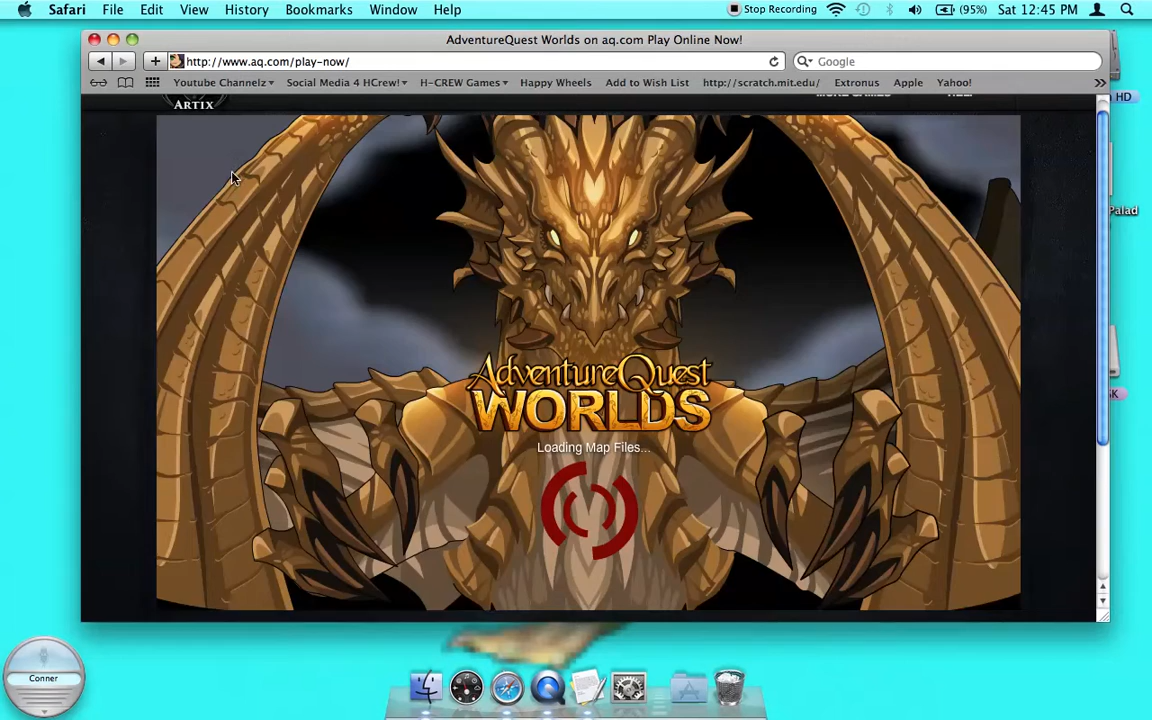 Safari File Edit View History Bookmarks Window Help Stop Recording (95%) Sat 12:45 PM
AdventureQuest Worlds on aq.com Play Online Now!
http://www.aq.com/play-now/ Google
Youtube Channelz Social Media 4 HCrew! H-CREW Games Happy Wheels Add to Wish List http://scratch.mit.edu/ Extronus Apple Yahoo!
HD
ARTIX
Palad
AdventureQuest
WORLDS
Loading Map Files...
Conner